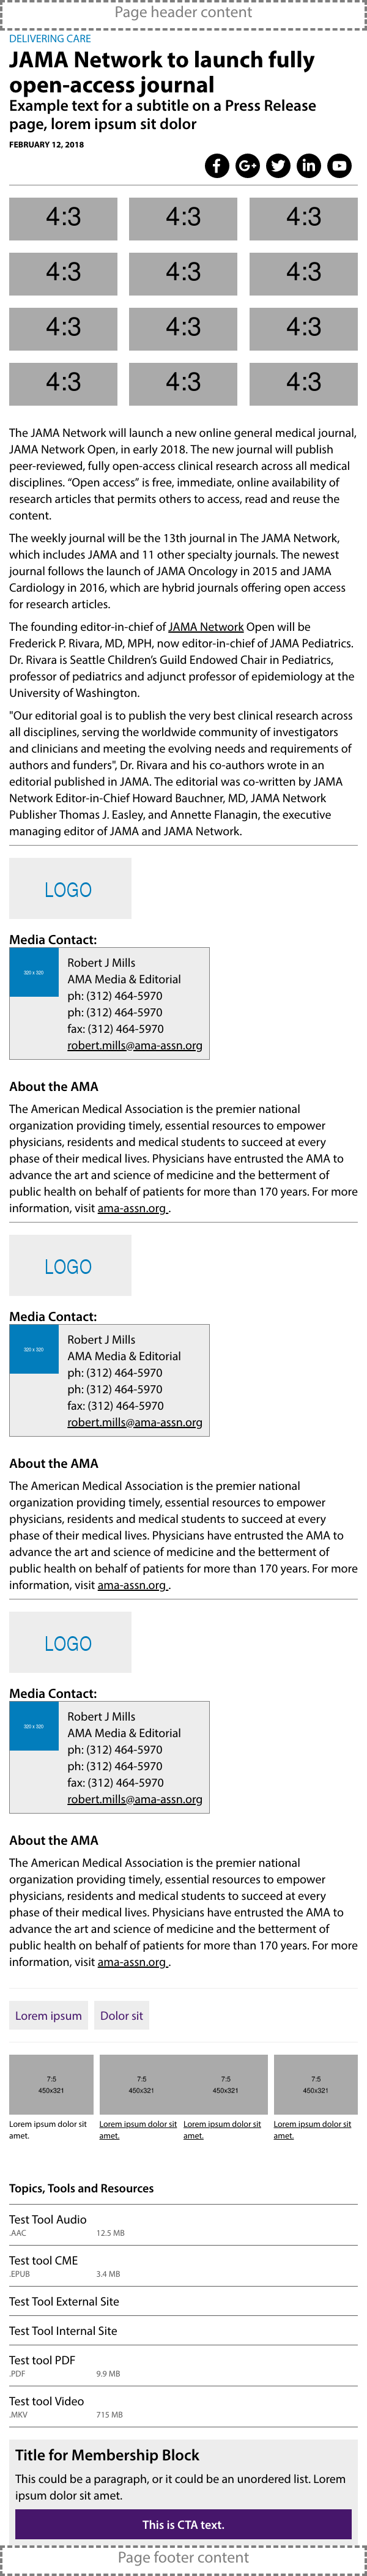 Page header content
DELIVERING CARE
JAMA Network to launch fully
open-access journal
Example text for a subtitle on a Press Release
page, lorem ipsum sit dolor
FEBRUARY 12, 2018
4:3 4:3 4:3
4:3 4:3 4:3
4:3 4:3 4:3
4:3 4:3 4:3
The JAMA Network will launch a new online general medical journal,
JAMA Network Open, in early 2018. The new journal will publish
peer-reviewed, fully open-access clinical research across all medical
disciplines. “Open access” is free, immediate, online availability of
research articles that permits others to access, read and reuse the
content.
The weekly journal will be the 13th journal in The JAMA Network,
which includes JAMA and 11 other specialty journals. The newest
journal follows the launch of JAMA Oncology in 2015 and JAMA
Cardiology in 2016, which are hybrid journals offering open access
for research articles.
The founding editor-in-chief of JAMA Network Open will be
Frederick P. Rivara, MD, MPH, now editor-in-chief of JAMA Pediatrics.
Dr. Rivara is Seattle Children’s Guild Endowed Chair in Pediatrics,
professor of pediatrics and adjunct professor of epidemiology at the
University of Washington.
"Our editorial goal is to publish the very best clinical research across
all disciplines, serving the worldwide community of investigators
and clinicians and meeting the evolving needs and requirements of
authors and funders", Dr. Rivara and his co-authors wrote in an
editorial published in JAMA. The editorial was co-written by JAMA
Network Editor-in-Chief Howard Bauchner, MD, JAMA Network
Publisher Thomas J. Easley, and Annette Flanagin, the executive
managing editor of JAMA and JAMA Network.
LOGO
Media Contact:
320 x 320
Robert J Mills
AMA Media & Editorial
ph: (312) 464-5970
ph: (312) 464-5970
fax: (312) 464-5970
robert.mills@ama-assn.org
About the AMA
The American Medical Association is the premier national
organization providing timely, essential resources to empower
physicians, residents and medical students to succeed at every
phase of their medical lives. Physicians have entrusted the AMA to
advance the art and science of medicine and the betterment of
public health on behalf of patients for more than 170 years. For more
information, visit ama-assn.org .
LOGO
Media Contact:
320 x 320
Robert J Mills
AMA Media & Editorial
ph: (312) 464-5970
ph: (312) 464-5970
fax: (312) 464-5970
robert.mills@ama-assn.org
About the AMA
The American Medical Association is the premier national
organization providing timely, essential resources to empower
physicians, residents and medical students to succeed at every
phase of their medical lives. Physicians have entrusted the AMA to
advance the art and science of medicine and the betterment of
public health on behalf of patients for more than 170 years. For more
information, visit ama-assn.org .
LOGO
Media Contact:
320 x 320
Robert J Mills
AMA Media & Editorial
ph: (312) 464-5970
ph: (312) 464-5970
fax: (312) 464-5970
robert.mills@ama-assn.org
About the AMA
The American Medical Association is the premier national
organization providing timely, essential resources to empower
physicians, residents and medical students to succeed at every
phase of their medical lives. Physicians have entrusted the AMA to
advance the art and science of medicine and the betterment of
public health on behalf of patients for more than 170 years. For more
information, visit ama-assn.org .
Lorem ipsum Dolor sit
7:5 7:5 7:5 7:5
450x321 450x321 450x321 450x321
Lorem ipsum dolor sit Lorem ipsum dolor sit Lorem ipsum dolor sit Lorem ipsum dolor sit
amet. amet. amet. amet.
Topics, Tools and Resources
Test Tool Audio
.AAC 12.5 MB
Test tool CME
.EPUB 3.4 MB
Test Tool External Site
Test Tool Internal Site
Test tool PDF
.PDF 9.9 MB
Test tool Video
.MKV 715 MB
Title for Membership Block
This could be a paragraph, or it could be an unordered list. Lorem
ipsum dolor sit amet.
This is CTA text.
Page footer content